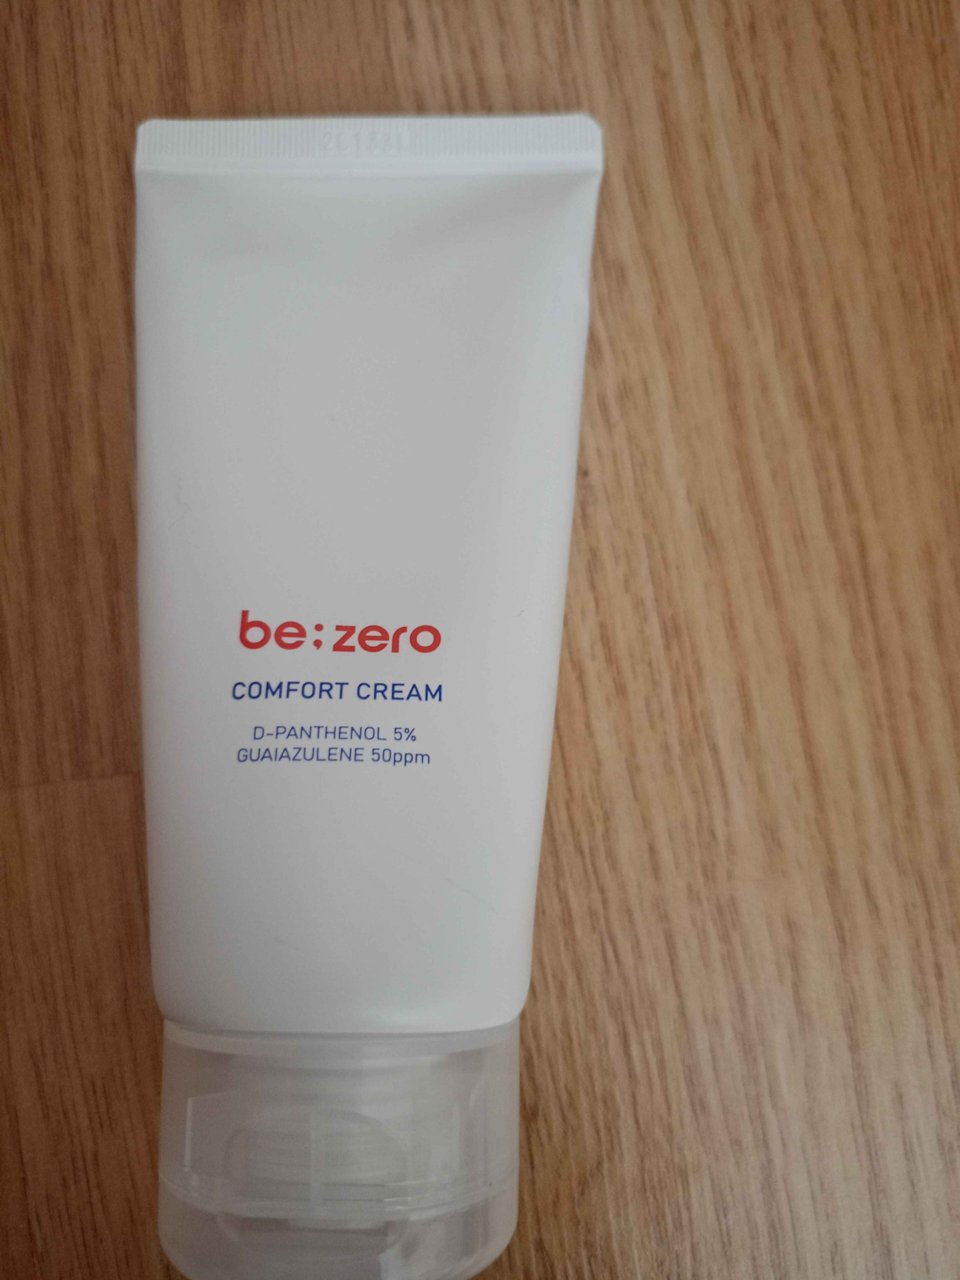 be; zero
COMFORT CREAM
D-PANTHENOL 5%
GUAIAZULENE 50ppm